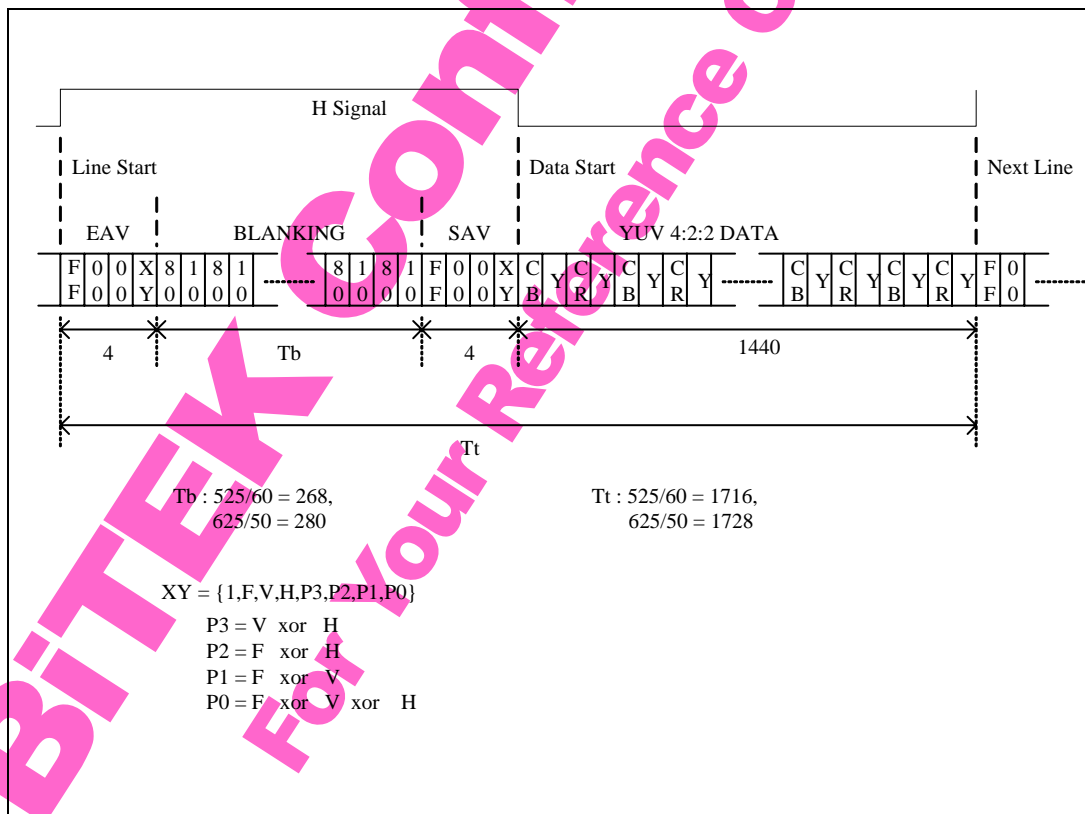 H Signal
Line Start
Data Start
Next Line
EAV
BLANKING
SAV
YUV 4:2:2 DATA
F 0 0 X 8 1 8 1 8 1 8 1 F 0 0 X C Y C Y C Y C Y C Y C Y C Y C Y F 0
F 0 0 Y 0 0 0 0 0 0 0 0 F 0 0 Y B R B R B R B R F 0
4
Tb
4
1440
Tt
Tb : 525/60 = 268,
625/50 = 280
Tt : 525/60 = 1716,
625/50 = 1728
XY = {1,F,V,H,P3,P2,P1,P0}
P3 = V xor H
P2 = F xor H
P1 = F xor V
P0 = F xor V xor H
BiTEK Conf
For Your Reference O